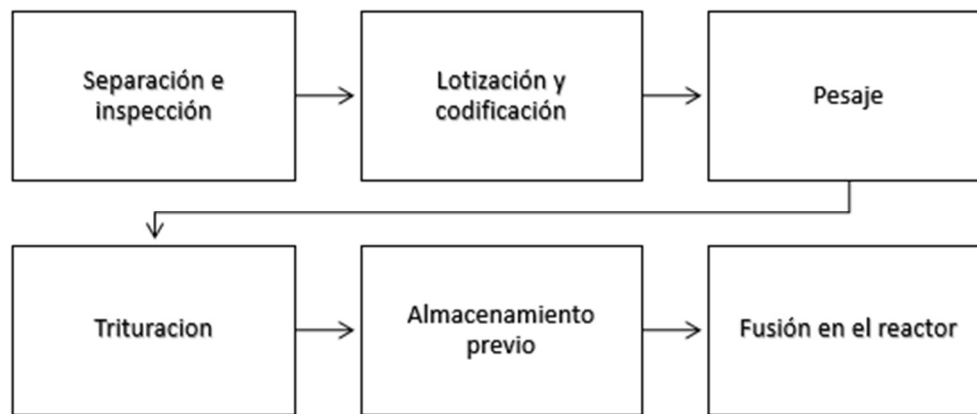 Separación e
inspección
Lotización y
codificación
Pesaje
Trituracion
Almacenamiento
previo
Fusión en el reactor